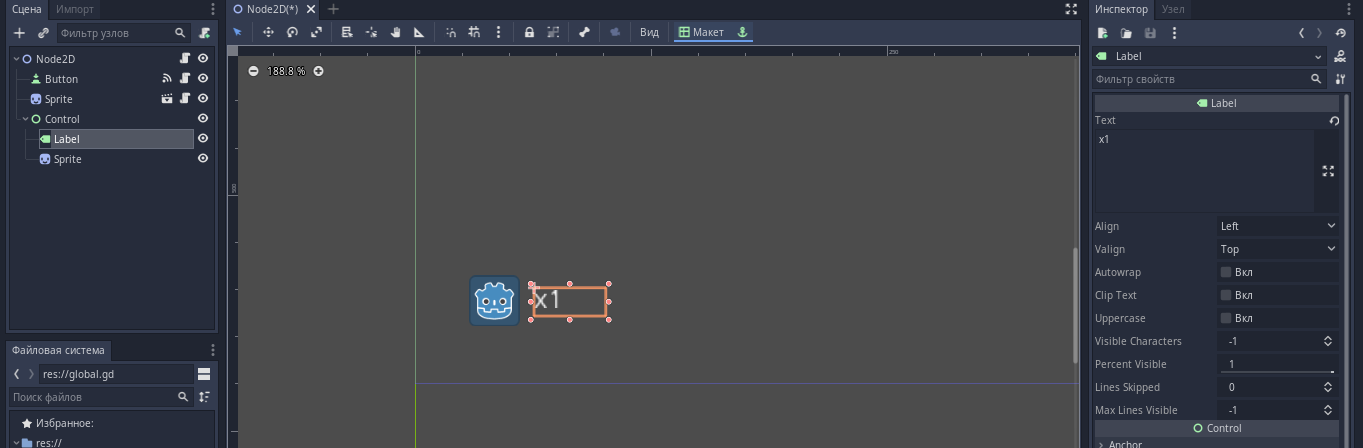 Сцена Импорт
Фильтр узлов
Node2D
Button
Sprite
Control
Label
Sprite
Файловая система
res://global.gd
Поиск файлов
Избранное:
res://
Node2D(*)
Вид Макет
0 250
500
188.8 %
x1
Инспектор Узел
Label
Фильтр свойств
Label
Text
x1
Align Left
Valign Top
Autowrap Вкл
Clip Text Вкл
Uppercase Вкл
Visible Characters -1
Percent Visible 1
Lines Skipped 0
Max Lines Visible -1
Control
Anchor